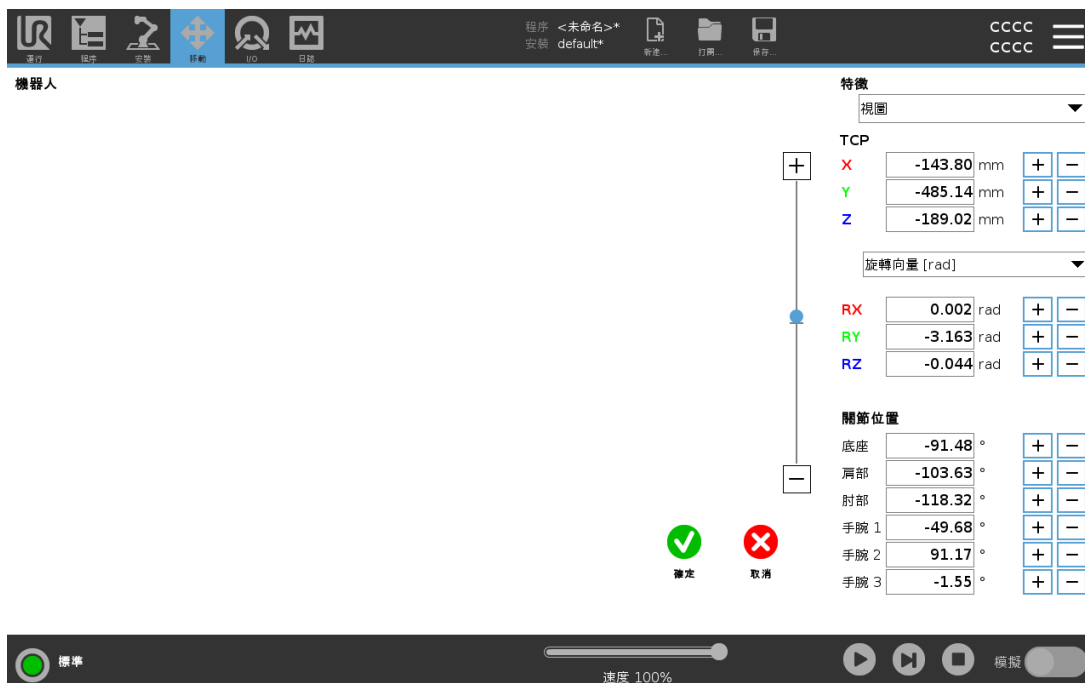 UR
運行
程序
安裝
移動
I/O
日誌
程序 <未命名>*
安裝 default*
新建...
打開...
保存...
CCCC
CCCC
機器人
特徵
視圖
TCP
X -143.80 mm + −
Y -485.14 mm + −
Z -189.02 mm + −
旋轉向量 [rad]
RX 0.002 rad + −
RY -3.163 rad + −
RZ -0.044 rad + −
關節位置
底座 -91.48 ° + −
肩部 -103.63 ° + −
肘部 -118.32 ° + −
手腕 1 -49.68 ° + −
手腕 2 91.17 ° + −
手腕 3 -1.55 ° + −
確定
取消
標準
速度 100%
模擬